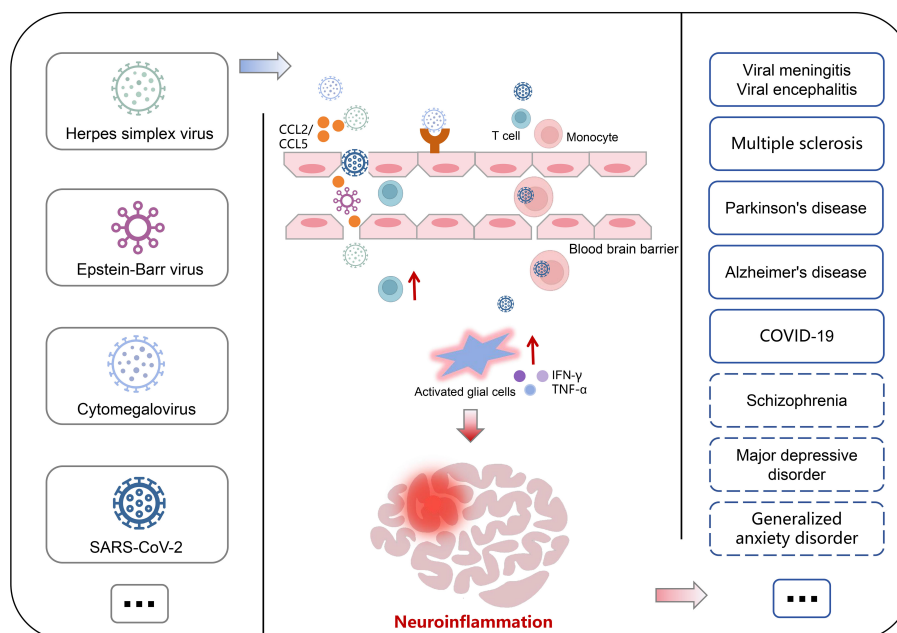 Herpes simplex virus
Epstein-Barr virus
Cytomegalovirus
SARS-CoV-2
...
CCL2/
CCL5
T cell
Monocyte
Blood brain barrier
Activated glial cells
IFN-γ
TNF-α
Neuroinflammation
Viral meningitis
Viral encephalitis
Multiple sclerosis
Parkinson's disease
Alzheimer's disease
COVID-19
Schizophrenia
Major depressive
disorder
Generalized
anxiety disorder
...